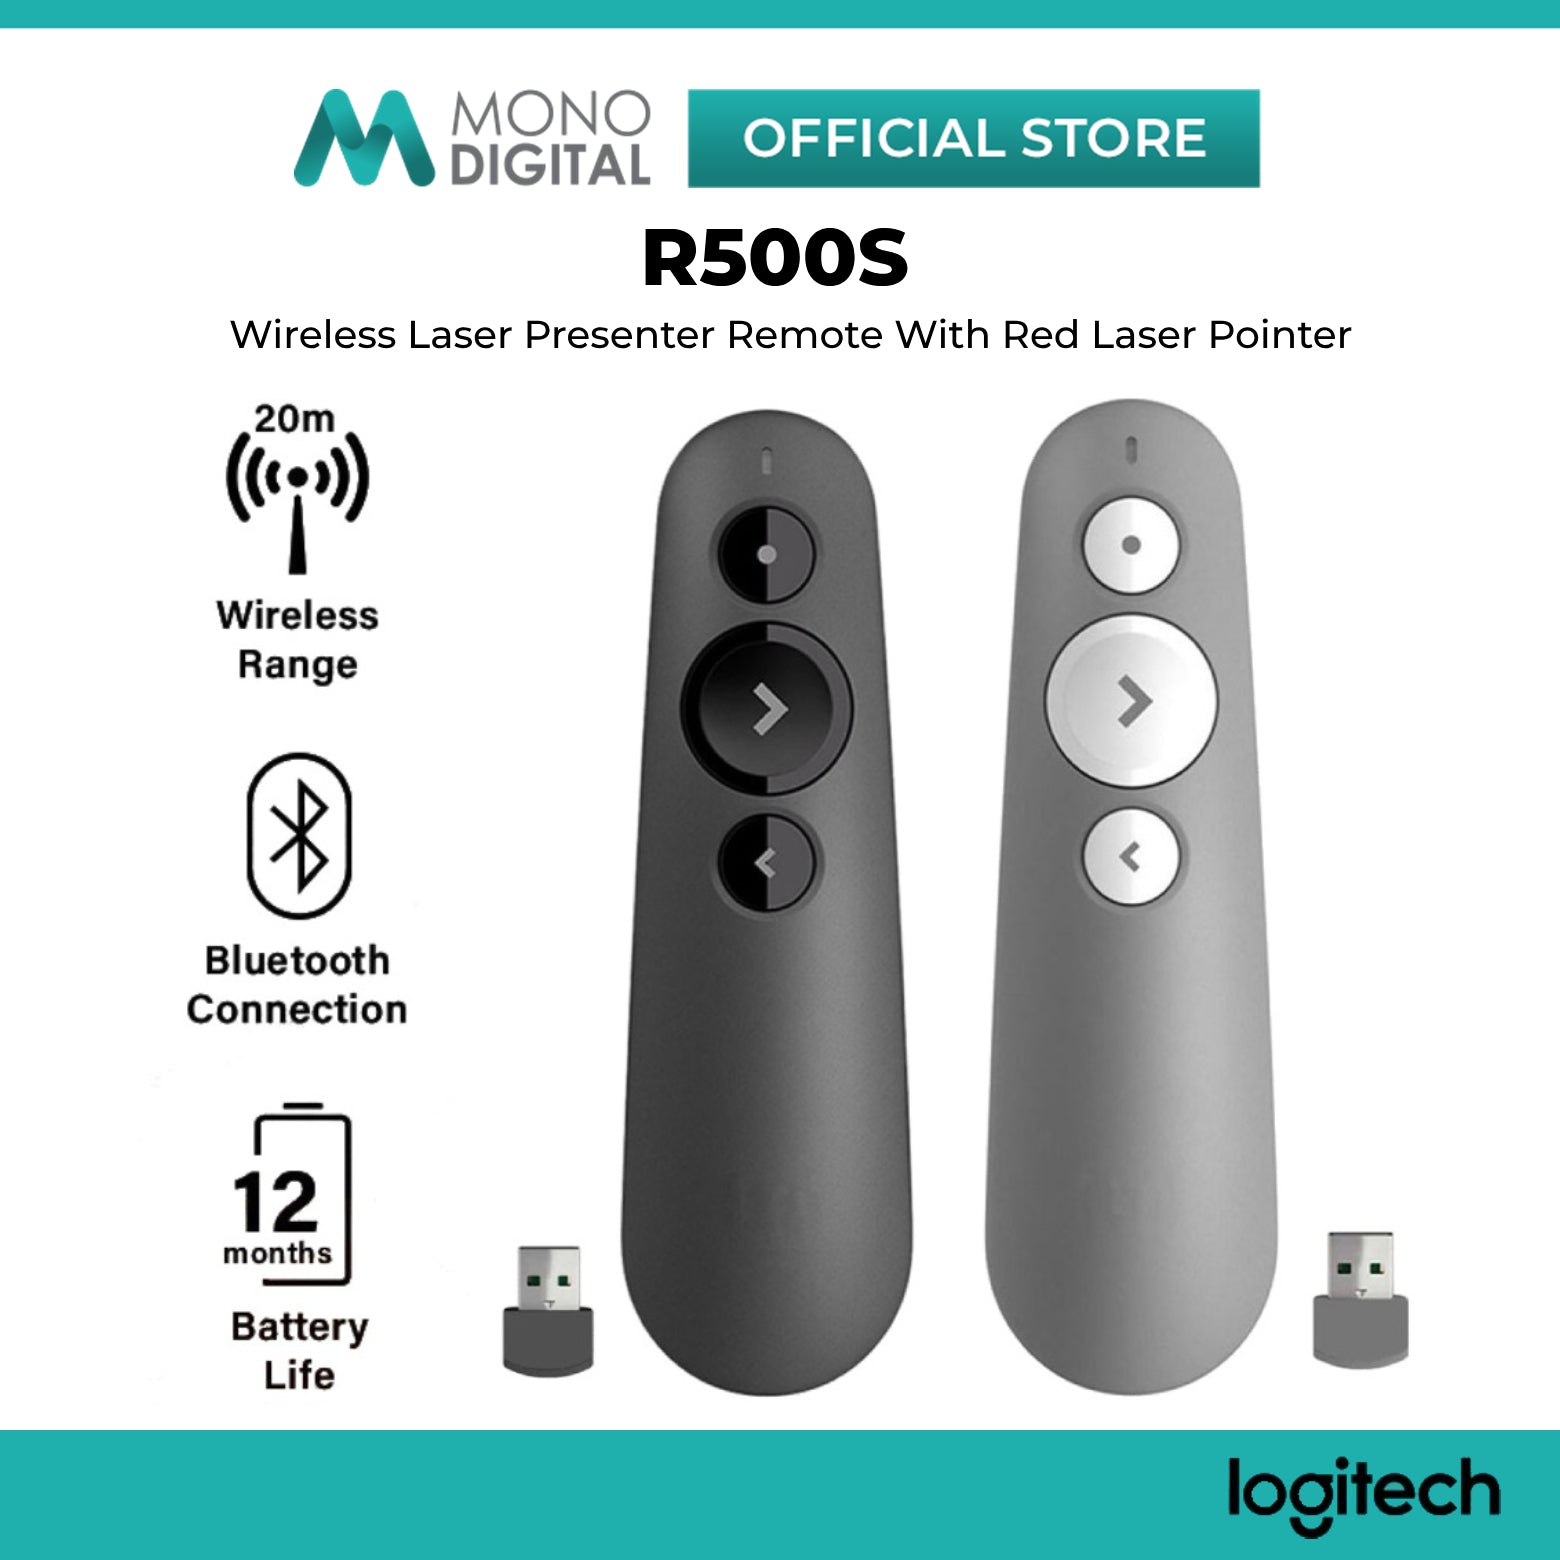 MONO
DIGITAL
OFFICIAL STORE
R500S
Wireless Laser Presenter Remote With Red Laser Pointer
20m
Wireless
Range
Bluetooth
Connection
12
months
Battery
Life
logitech